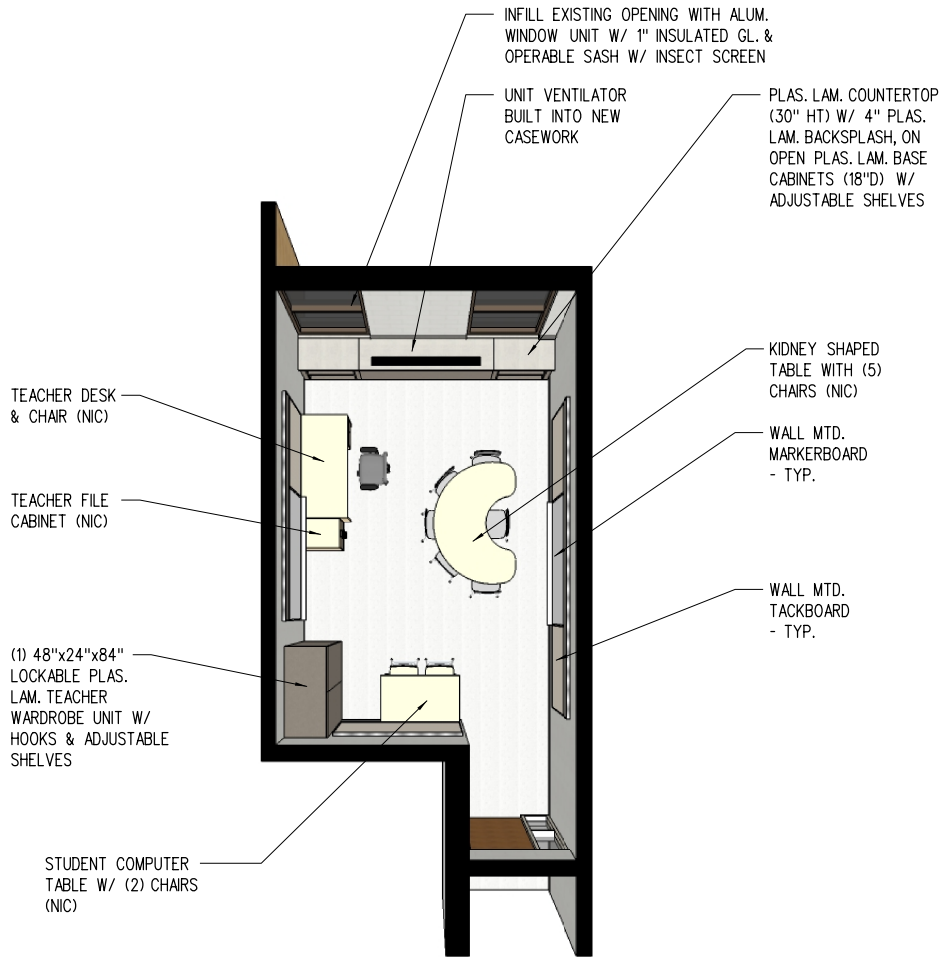 INFILL EXISTING OPENING WITH ALUM.
WINDOW UNIT W/ 1" INSULATED GL. &
OPERABLE SASH W/ INSECT SCREEN
UNIT VENTILATOR
BUILT INTO NEW
CASEWORK
PLAS. LAM. COUNTERTOP
(30" HT) W/ 4" PLAS.
LAM. BACKSPLASH, ON
OPEN PLAS. LAM. BASE
CABINETS (18"D) W/
ADJUSTABLE SHELVES
KIDNEY SHAPED
TABLE WITH (5)
CHAIRS (NIC)
TEACHER DESK
& CHAIR (NIC)
WALL MTD.
MARKERBOARD
- TYP.
TEACHER FILE
CABINET (NIC)
WALL MTD.
TACKBOARD
- TYP.
(1) 48"x24"x84"
LOCKABLE PLAS.
LAM. TEACHER
WARDROBE UNIT W/
HOOKS & ADJUSTABLE
SHELVES
STUDENT COMPUTER
TABLE W/ (2) CHAIRS
(NIC)